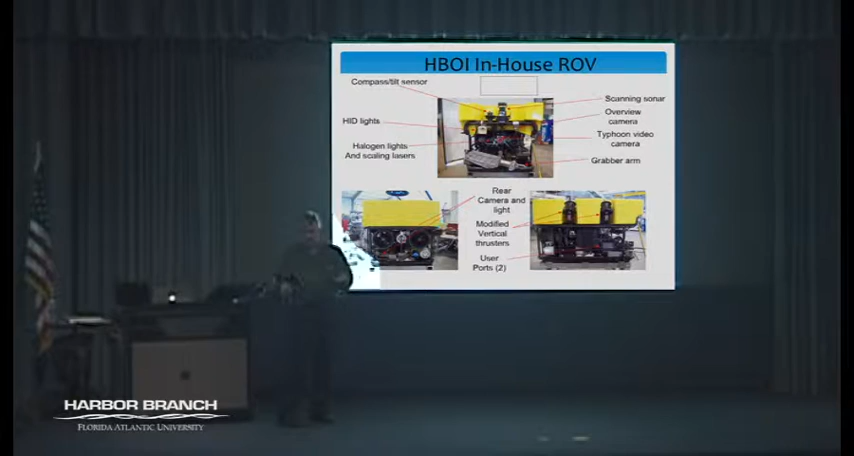 HBOI In-House ROV
Compass/tilt sensor
Scanning sonar
HID lights
Overview
camera
Typhoon video
camera
Halogen lights
And scaling lasers
Grabber arm
Rear
Camera and
light
Modified
Vertical
thrusters
User
Ports (2)
HARBOR BRANCH
FLORIDA ATLANTIC UNIVERSITY